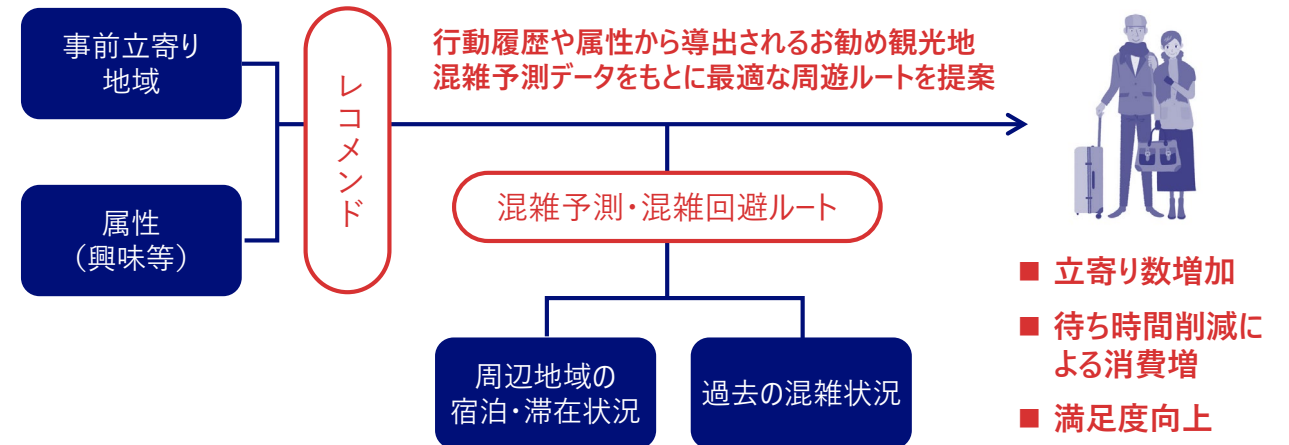 事前立寄り
地域
属性
（興味等）
レコメンド
行動履歴や属性から導出されるお勧め観光地
混雑予測データをもとに最適な周遊ルートを提案
混雑予測・混雑回避ルート
周辺地域の
宿泊・滞在状況
過去の混雑状況
■ 立寄り数増加
■ 待ち時間削減に
よる消費増
■ 満足度向上